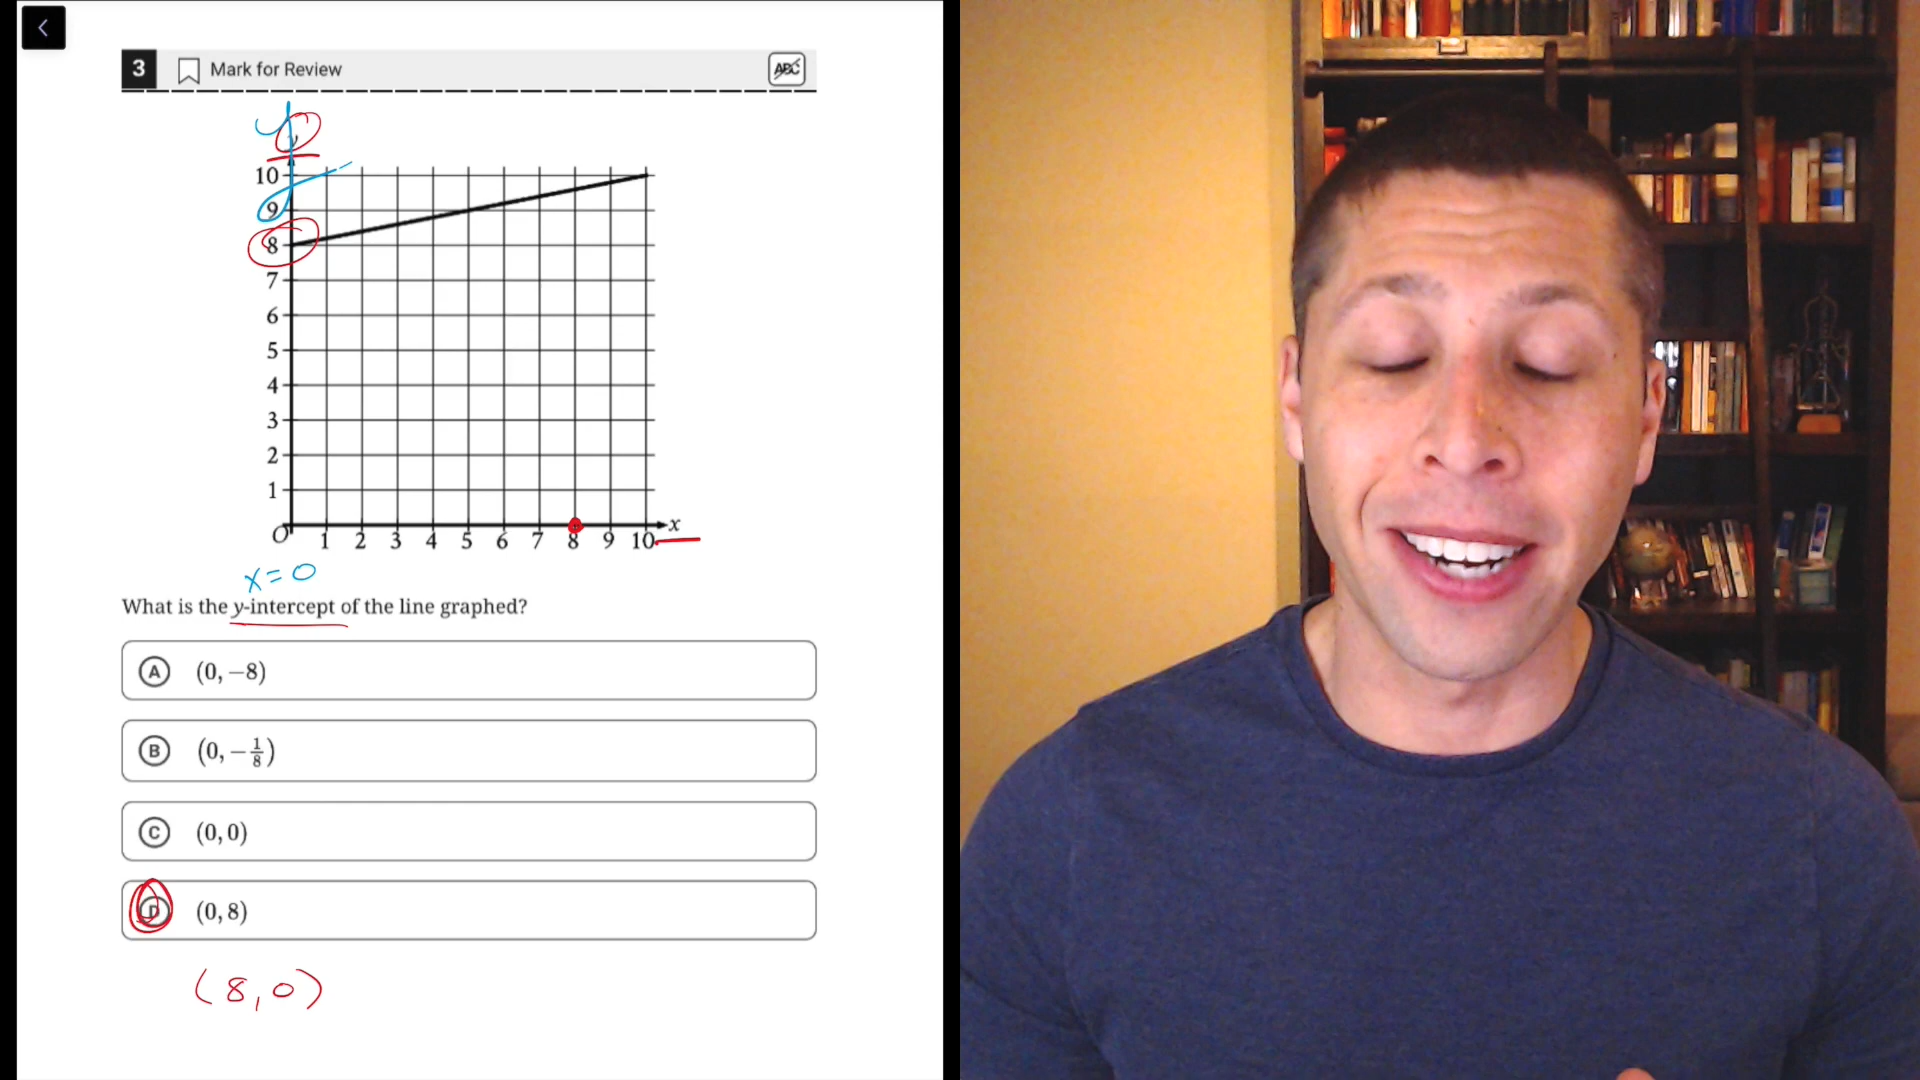 3 Mark for Review ABC
y
y
10
9
8
7
6
5
4
3
2
1
O 1 2 3 4 5 6 7 8 9 10 x
x=0
What is the y-intercept of the line graphed?
A (0, −8)
B (0, −1/8)
C (0, 0)
D (0, 8)
(8,0)